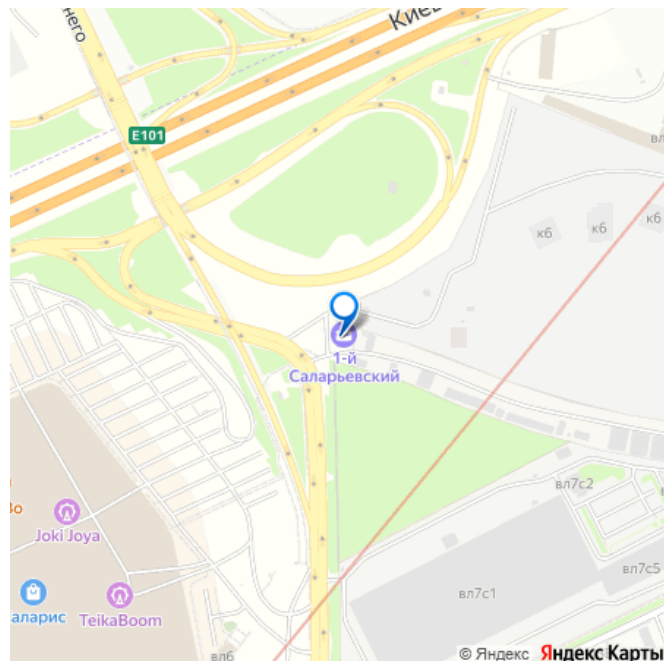 Киев
него
E101
вл
к6
к6
к6
1-й
Саларьевский
Во
Joki Joya
вл7с2
вл7с1
вл7с5
аларис
TeikaBoom
вл6
© Яндекс Яндекс Карты